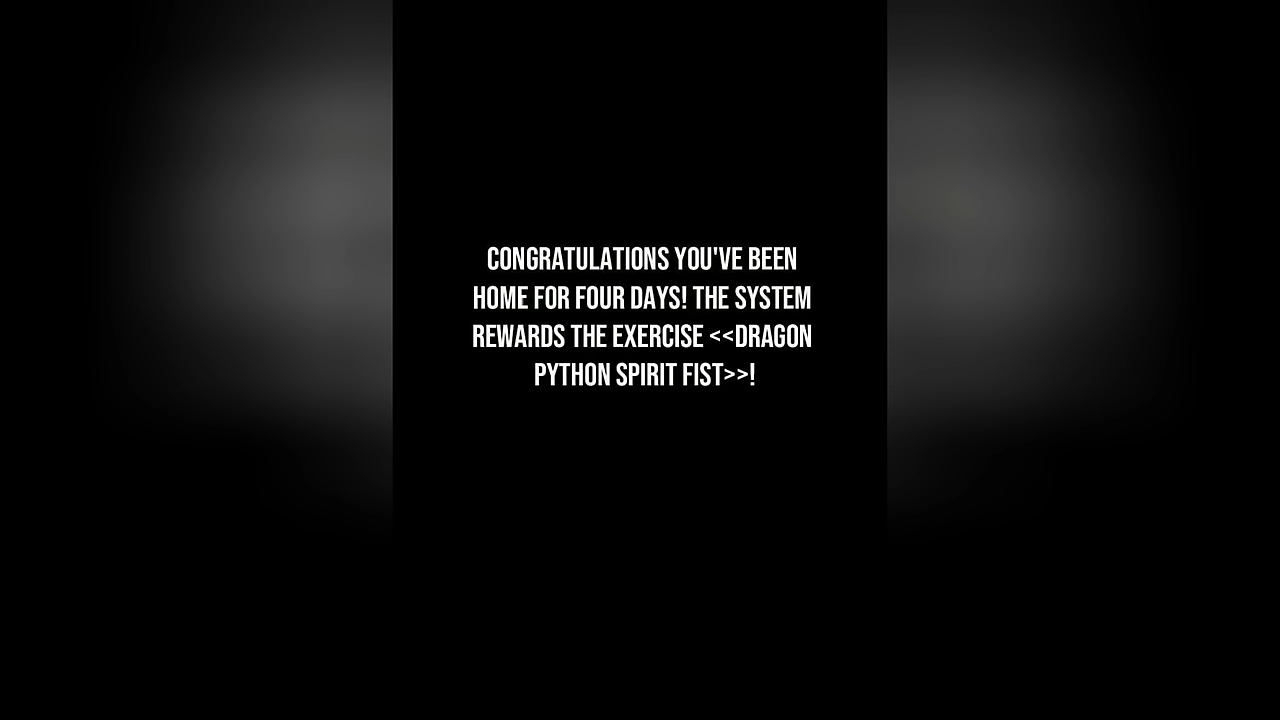 CONGRATULATIONS YOU'VE BEEN
HOME FOR FOUR DAYS! THE SYSTEM
REWARDS THE EXERCISE <<DRAGON
PYTHON SPIRIT FIST>>!